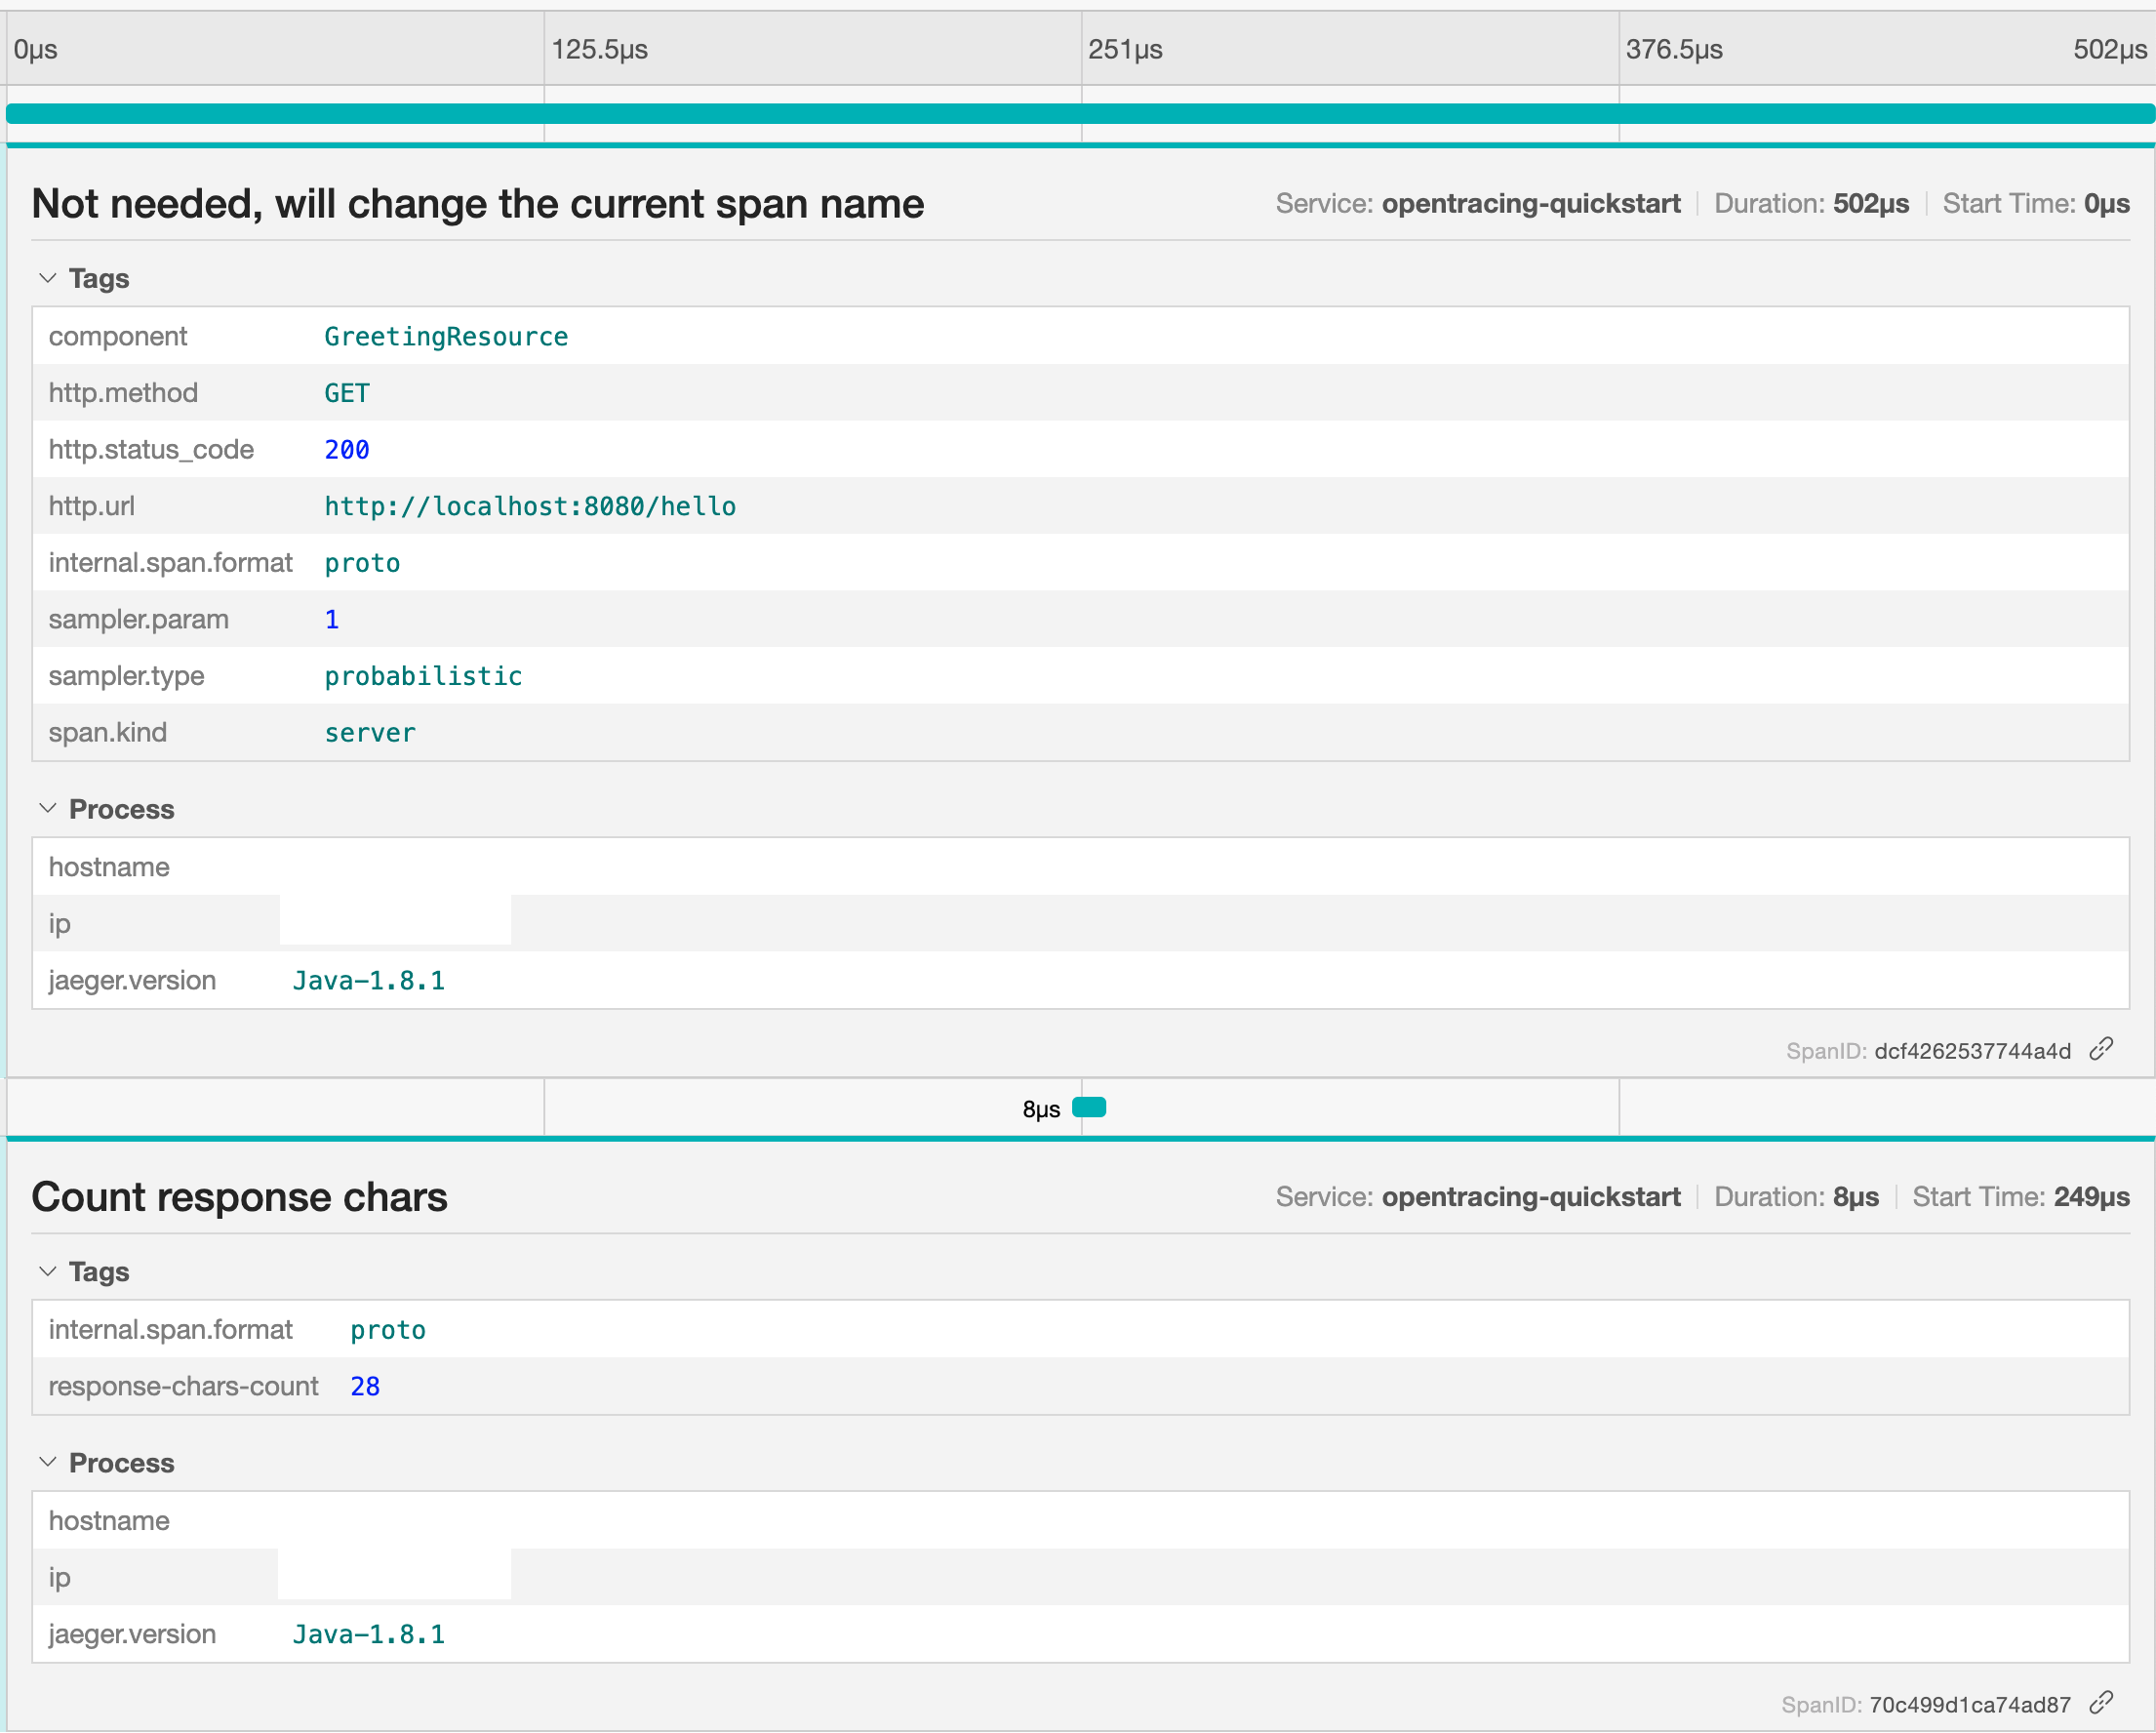 0μs 125.5μs 251μs 376.5μs 502μs
Not needed, will change the current span name Service: opentracing-quickstart Duration: 502μs Start Time: 0μs
Tags
component GreetingResource
http.method GET
http.status_code 200
http.url http://localhost:8080/hello
internal.span.format proto
sampler.param 1
sampler.type probabilistic
span.kind server
Process
hostname
ip
jaeger.version Java-1.8.1
SpanID: dcf4262537744a4d
8μs
Count response chars Service: opentracing-quickstart Duration: 8μs Start Time: 249μs
Tags
internal.span.format proto
response-chars-count 28
Process
hostname
ip
jaeger.version Java-1.8.1
SpanID: 70c499d1ca74ad87